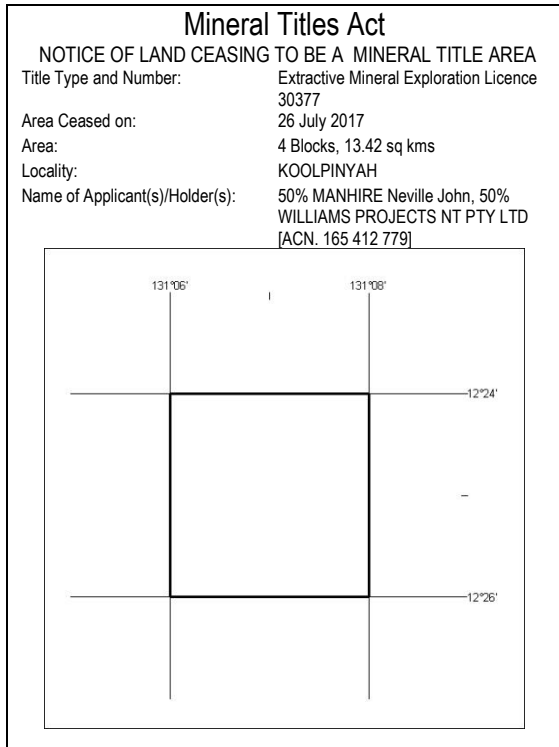 Mineral Titles Act
NOTICE OF LAND CEASING TO BE A MINERAL TITLE AREA
Title Type and Number: Extractive Mineral Exploration Licence
30377
Area Ceased on: 26 July 2017
Area: 4 Blocks, 13.42 sq kms
Locality: KOOLPINYAH
Name of Applicant(s)/Holder(s): 50% MANHIRE Neville John, 50%
WILLIAMS PROJECTS NT PTY LTD
[ACN. 165 412 779]
131°06' 131°08'
12°24'
12°26'